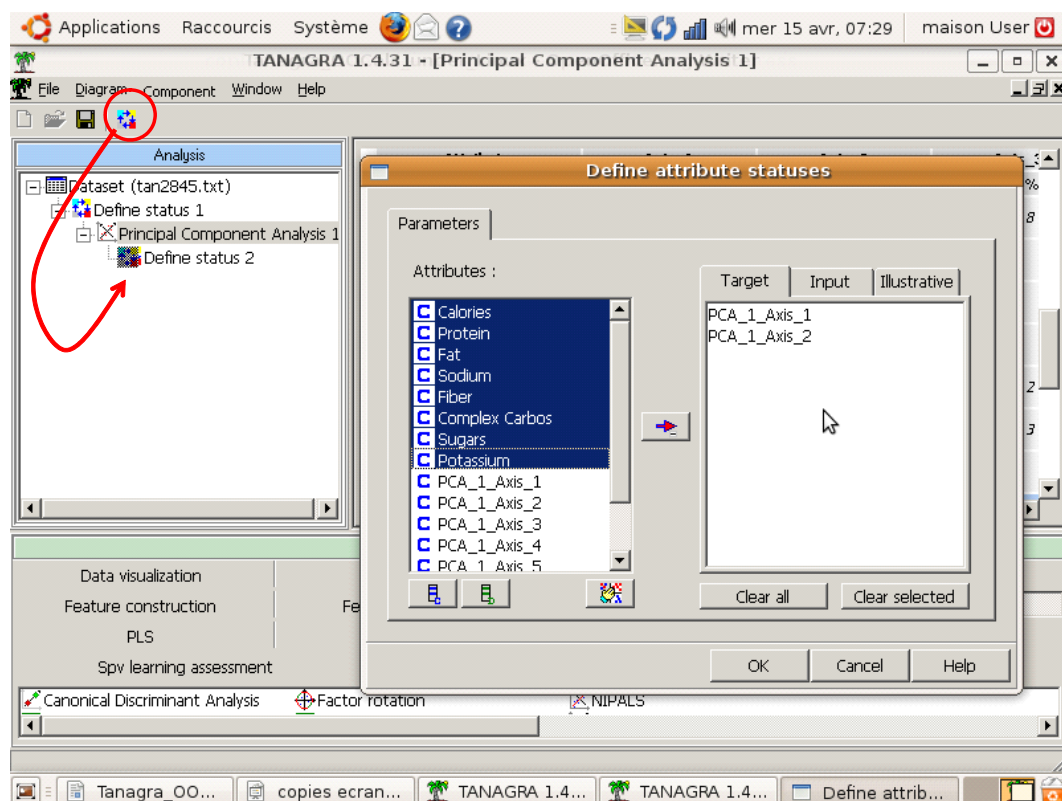 Applications Raccourcis Système mer 15 avr, 07:29 maison User
TANAGRA 1.4.31 - [Principal Component Analysis 1]
File Diagram Component Window Help
Analysis
Dataset (tan2845.txt)
Define status 1
Principal Component Analysis 1
Define status 2
%
8
2
3
Define attribute statuses
Parameters
Attributes :
Target Input Illustrative
C Calories
C Protein
C Fat
C Sodium
C Fiber
C Complex Carbos
C Sugars
C Potassium
C PCA_1_Axis_1
C PCA_1_Axis_2
C PCA_1_Axis_3
C PCA_1_Axis_4
C PCA_1_Axis_5
PCA_1_Axis_1
PCA_1_Axis_2
Clear all Clear selected
OK Cancel Help
Data visualization
Feature construction Fe
PLS
Spv learning assessment
Canonical Discriminant Analysis Factor rotation NIPALS
Tanagra_OO... copies ecran... TANAGRA 1.4... TANAGRA 1.4... Define attrib...